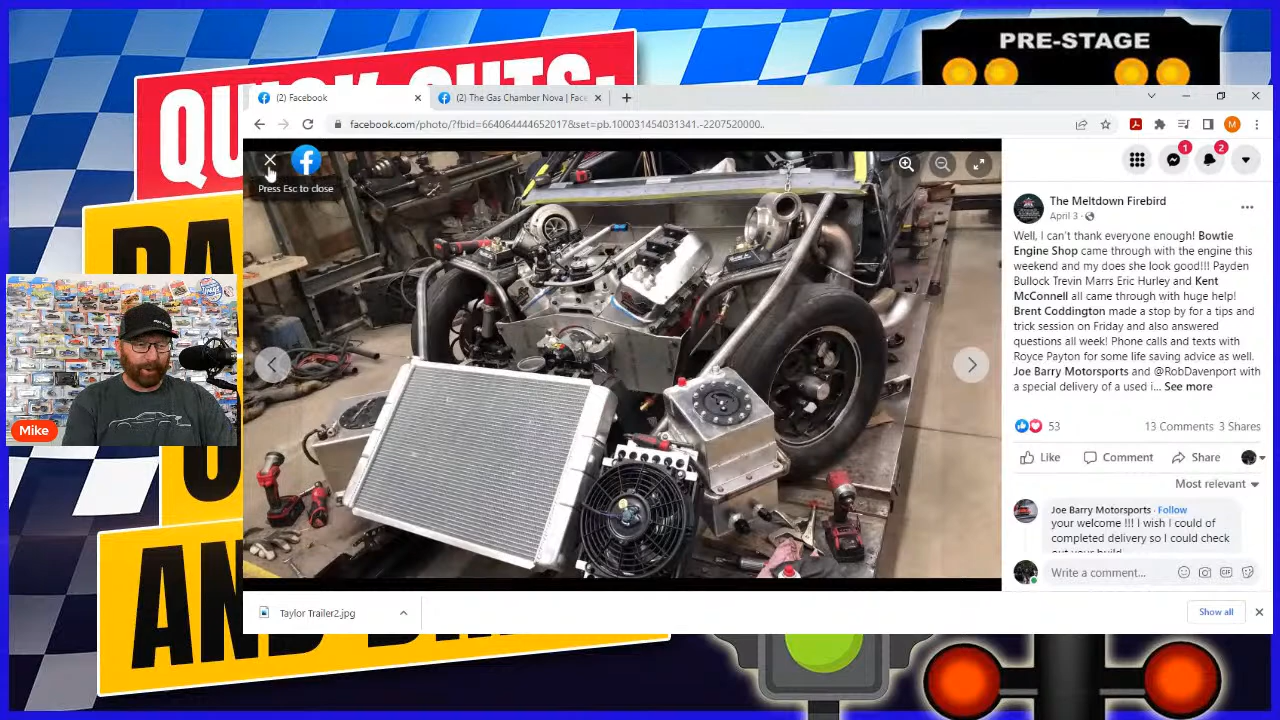 PRE-STAGE
(2) Facebook
(2) The Gas Chamber Nova | Face
facebook.com/photo/?fbid=664064446520178&set=pb.100031454031341.-2207520000..
M
1
2
Press Esc to close
The Meltdown Firebird
April 3
Well, I can't thank everyone enough! Bowtie
Engine Shop came through with the engine this
weekend and my does she look good!!! Payden
Bullock Trevin Marrs Eric Hurley and Kent
McConnell all came through with huge help!
Brent Coddington made a stop by for a tips and
trick session on Friday and also answered
questions all week! Phone calls and texts with
Royce Payton for some life saving advice as well.
Joe Barry Motorsports and @RobDavenport with
a special delivery of a used i... See more
53
13 Comments 3 Shares
Like
Comment
Share
Most relevant
Joe Barry Motorsports · Follow
your welcome !!! I wish I could of
completed delivery so I could check
out your build
Write a comment...
Mike
Taylor Trailer2.jpg
Show all